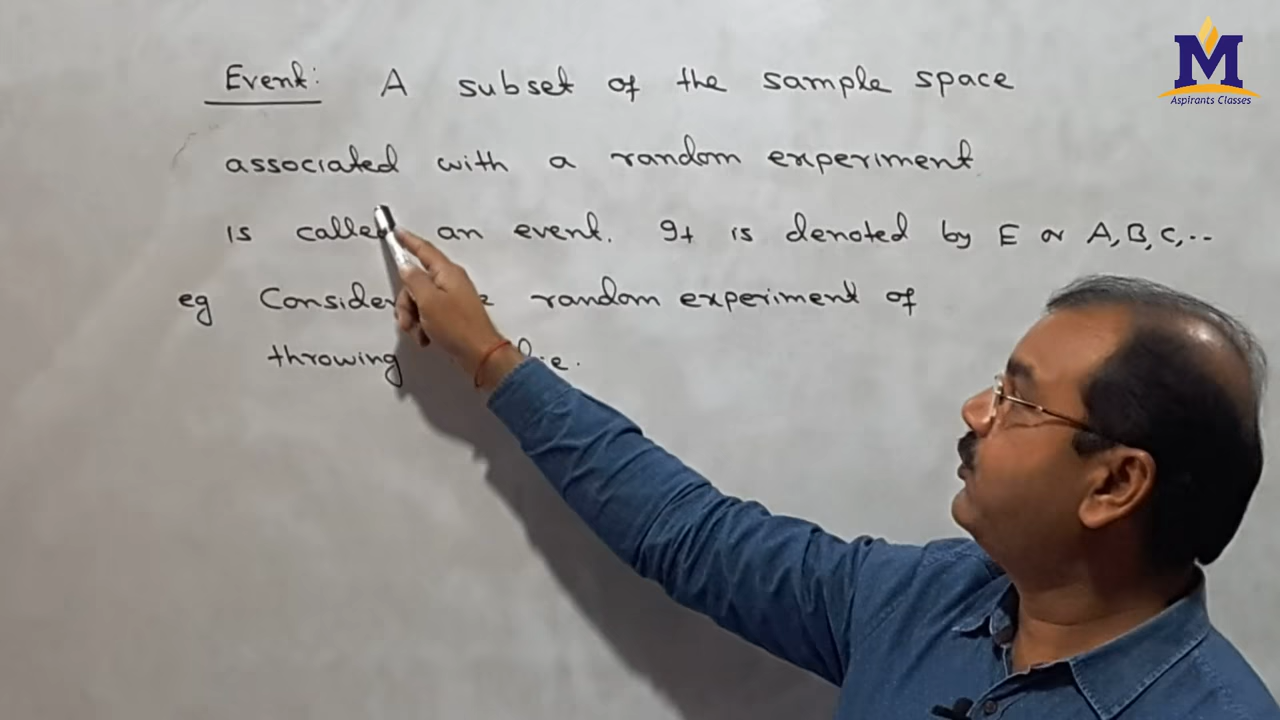 Event: A subset of the sample space
associated with a random experiment
is called an event. It is denoted by E or A, B, C, ...
eg Consider random experiment of
throwing die.
M
Aspirants Classes